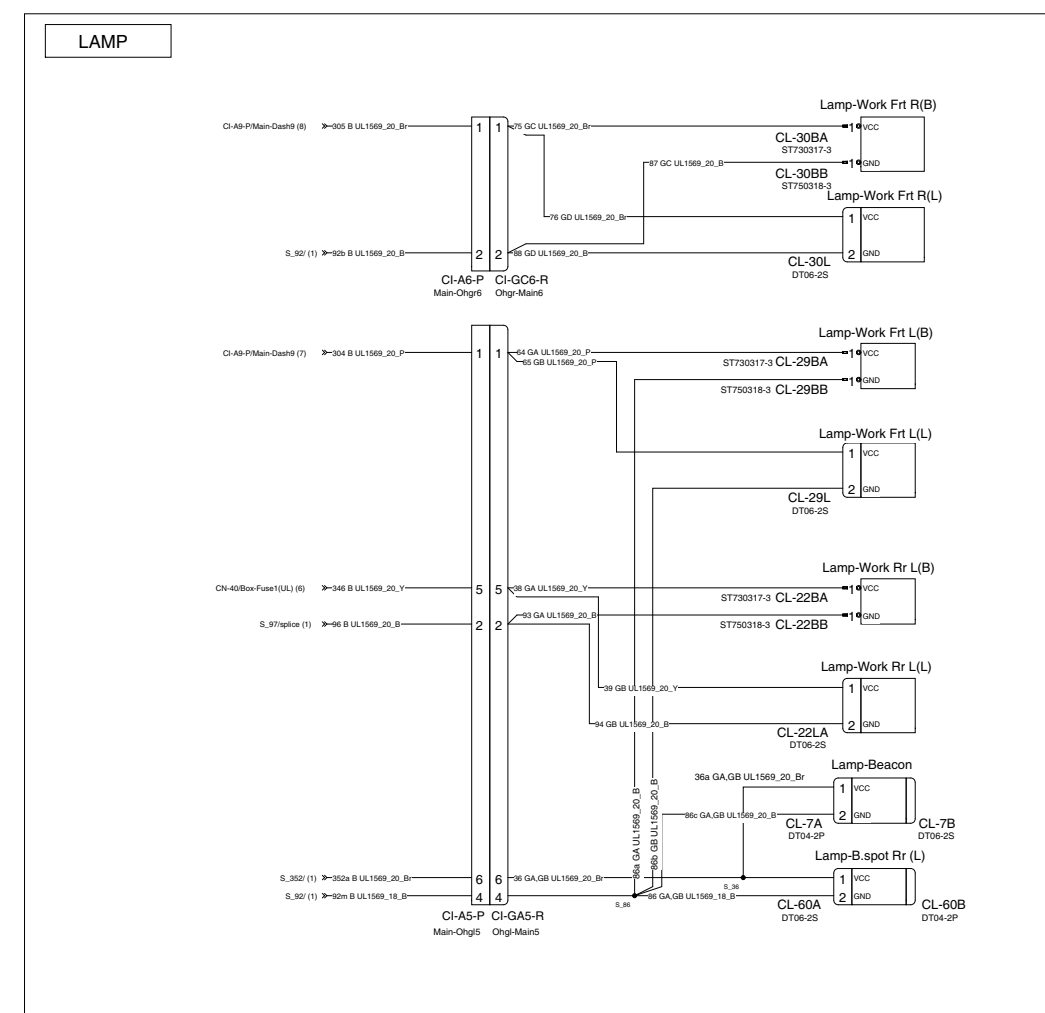 LAMP
Lamp-Work Frt R(B)
CI-A9-P/Main-Dash9 (8) 305 B UL1569_20_Br 1 1 75 GC UL1569_20_Br 1 VCC
CL-30BA
ST730317-3
87 GC UL1569_20_B 1 GND
CL-30BB
ST750318-3
Lamp-Work Frt R(L)
76 GD UL1569_20_Br 1 VCC
S_92/ (1) 92b B UL1569_20_B 2 2 88 GD UL1569_20_B 2 GND
CL-30L
DT06-2S
CI-A6-P CI-GC6-R
Main-Ohgr6 Ohgr-Main6
Lamp-Work Frt L(B)
CI-A9-P/Main-Dash9 (7) 304 B UL1569_20_P 1 1 64 GA UL1569_20_P 1 VCC
65 GB UL1569_20_P ST730317-3 CL-29BA
1 GND
ST750318-3 CL-29BB
Lamp-Work Frt L(L)
1 VCC
2 GND
CL-29L
DT06-2S
Lamp-Work Rr L(B)
CN-40/Box-Fuse1(UL) (6) 346 B UL1569_20_Y 5 5 38 GA UL1569_20_Y 1 VCC
ST730317-3 CL-22BA
93 GA UL1569_20_B 1 GND
S_97/splice (1) 96 B UL1569_20_B 2 2 ST750318-3 CL-22BB
Lamp-Work Rr L(L)
39 GB UL1569_20_Y 1 VCC
94 GB UL1569_20_B 2 GND
CL-22LA
DT06-2S
Lamp-Beacon
36a GA,GB UL1569_20_Br
1 VCC
86a GA UL1569_20_B
86b GB UL1569_20_B
86c GA,GB UL1569_20_B 2 GND
CL-7A CL-7B
DT04-2P DT06-2S
Lamp-B.spot Rr (L)
S_352/ (1) 352a B UL1569_20_Br 6 6 36 GA,GB UL1569_20_Br 1 VCC
S_36
S_92/ (1) 92m B UL1569_18_B 4 4 86 GA,GB UL1569_18_B 2 GND
S_86
CL-60A CL-60B
DT06-2S DT04-2P
CI-A5-P CI-GA5-R
Main-Ohgl5 Ohgl-Main5